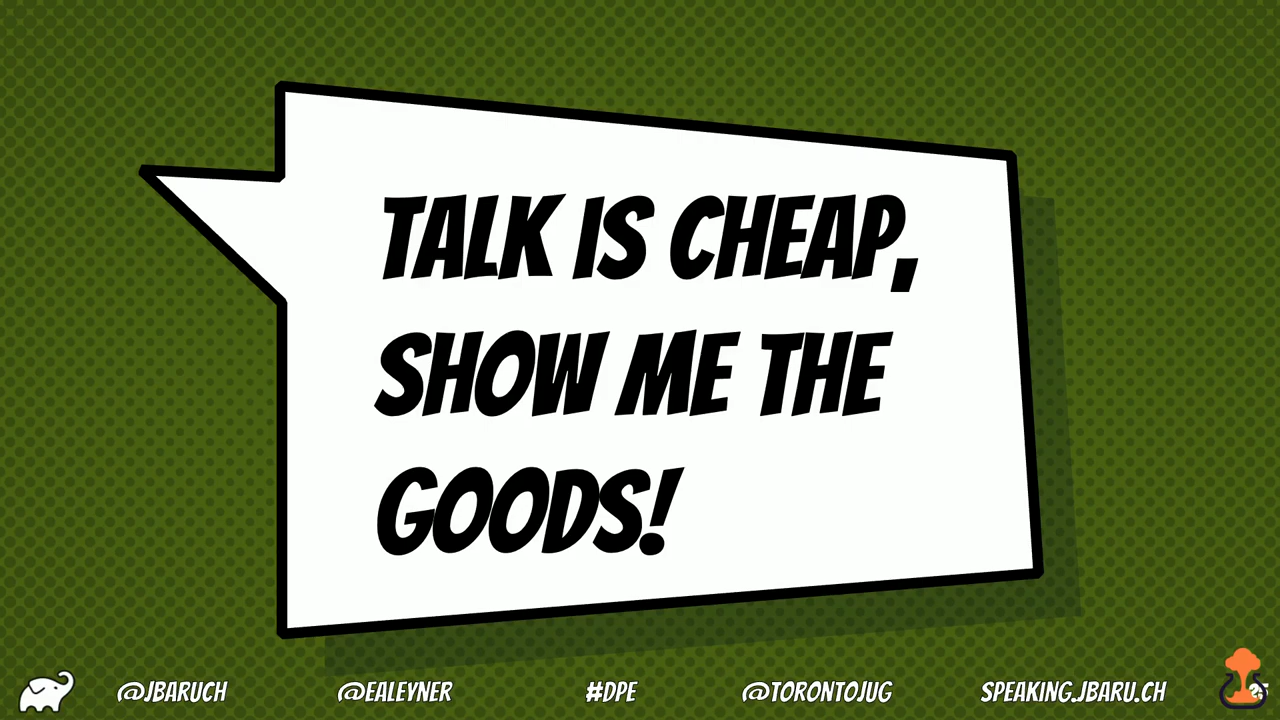 TALK IS CHEAP,
SHOW ME THE
GOODS!
@JBARUCH @EALEYNER #DPE @TORONTOJUG SPEAKING.JBARU.CH